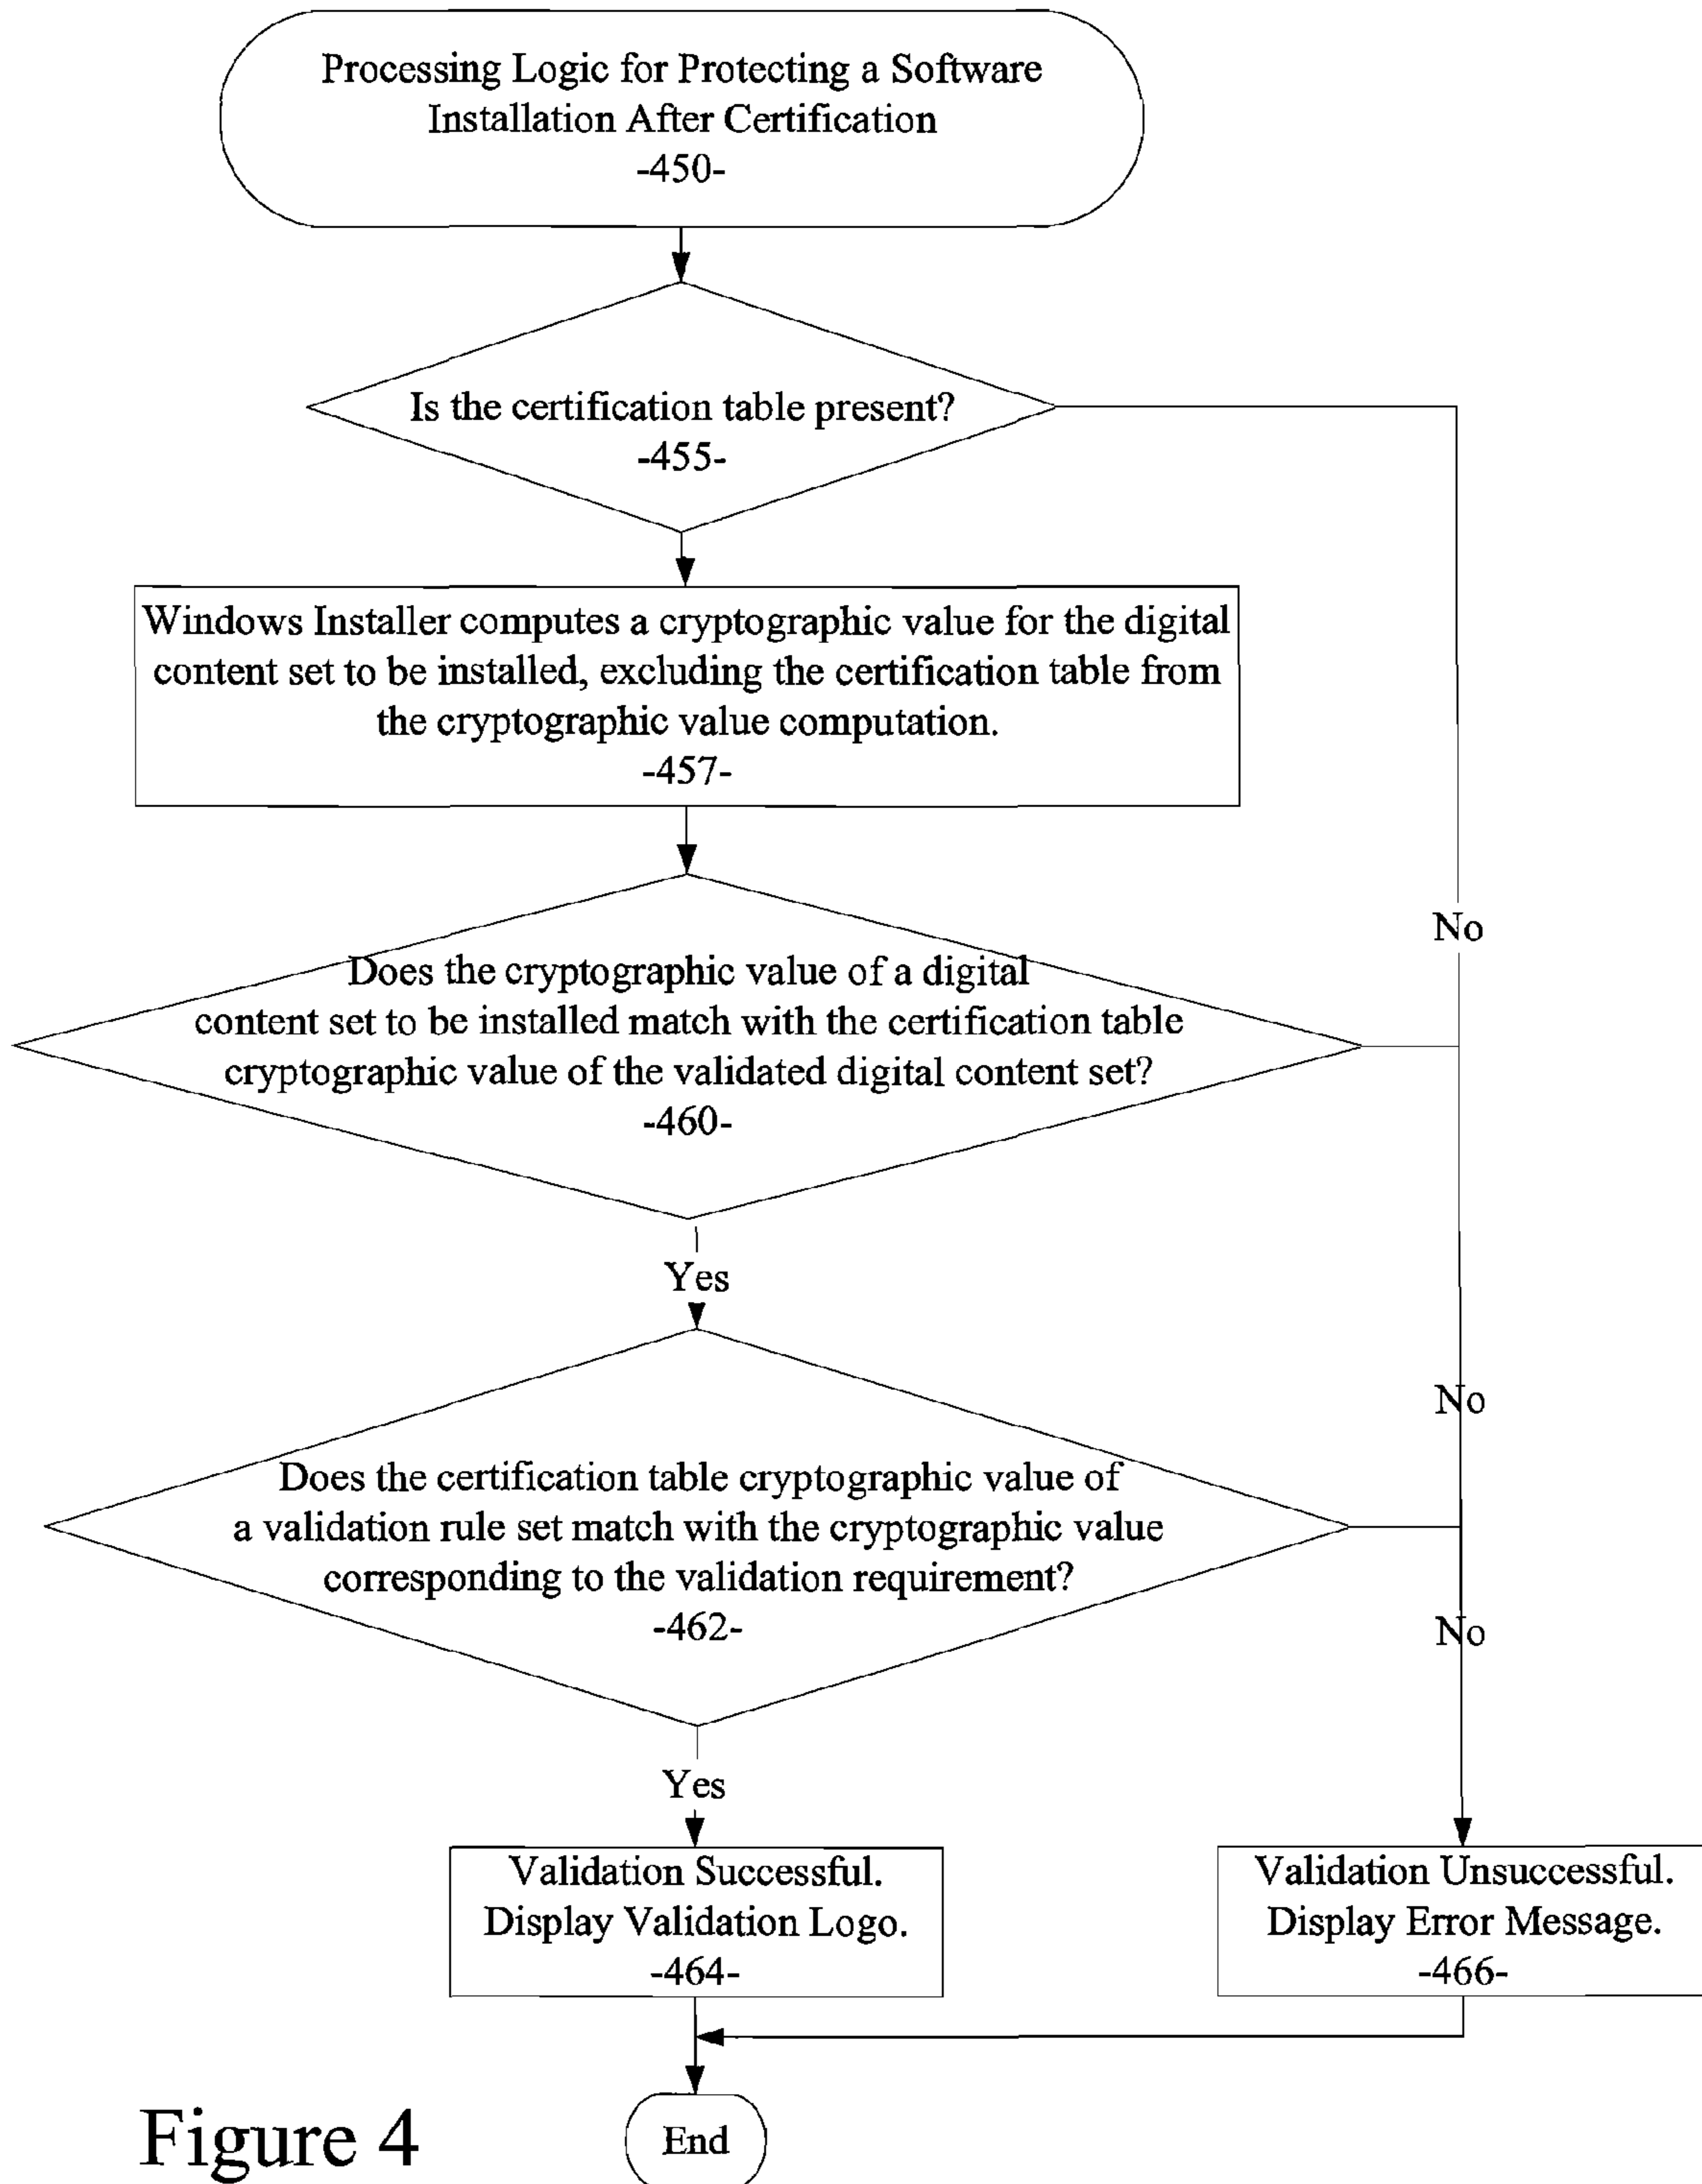 Processing Logic for Protecting a Software
Installation After Certification
-450-
Is the certification table present?
-455-
Windows Installer computes a cryptographic value for the digital
content set to be installed, excluding the certification table from
the cryptographic value computation.
-457-
No
Does the cryptographic value of a digital
content set to be installed match with the certification table
cryptographic value of the validated digital content set?
-460-
Yes
No
Does the certification table cryptographic value of
a validation rule set match with the cryptographic value
corresponding to the validation requirement?
-462-
No
Yes
Validation Successful.
Display Validation Logo.
-464-
Validation Unsuccessful.
Display Error Message.
-466-
End
Figure 4